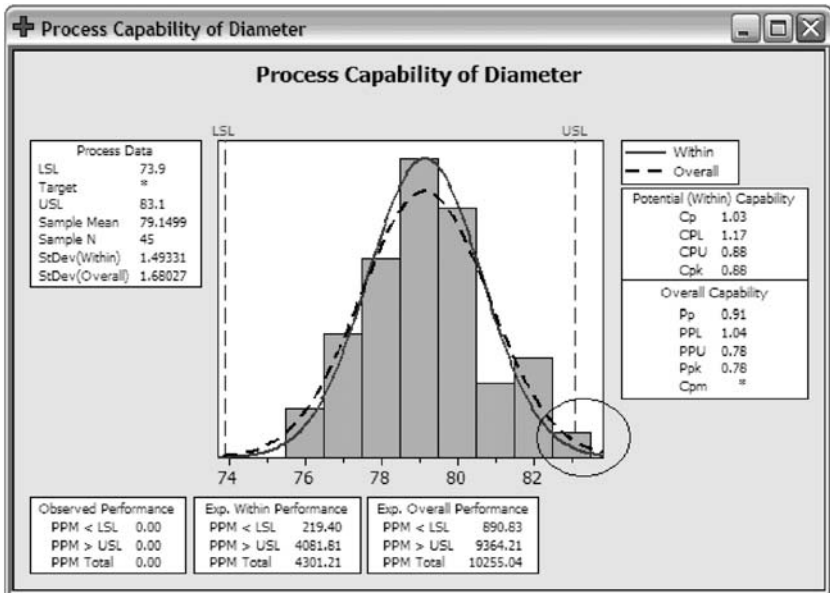 Process Capability of Diameter
Process Capability of Diameter
LSL
USL
Process Data
LSL 73.9
Target *
USL 83.1
Sample Mean 79.1499
Sample N 45
StDev(Within) 1.49331
StDev(Overall) 1.68027
Within
Overall
Potential (Within) Capability
Cp 1.03
CPL 1.17
CPU 0.88
Cpk 0.88
Overall Capability
Pp 0.91
PPL 1.04
PPU 0.78
Ppk 0.78
Cpm *
74 76 78 80 82
Observed Performance
PPM < LSL 0.00
PPM > USL 0.00
PPM Total 0.00
Exp. Within Performance
PPM < LSL 219.40
PPM > USL 4081.81
PPM Total 4301.21
Exp. Overall Performance
PPM < LSL 890.83
PPM > USL 9364.21
PPM Total 10255.04